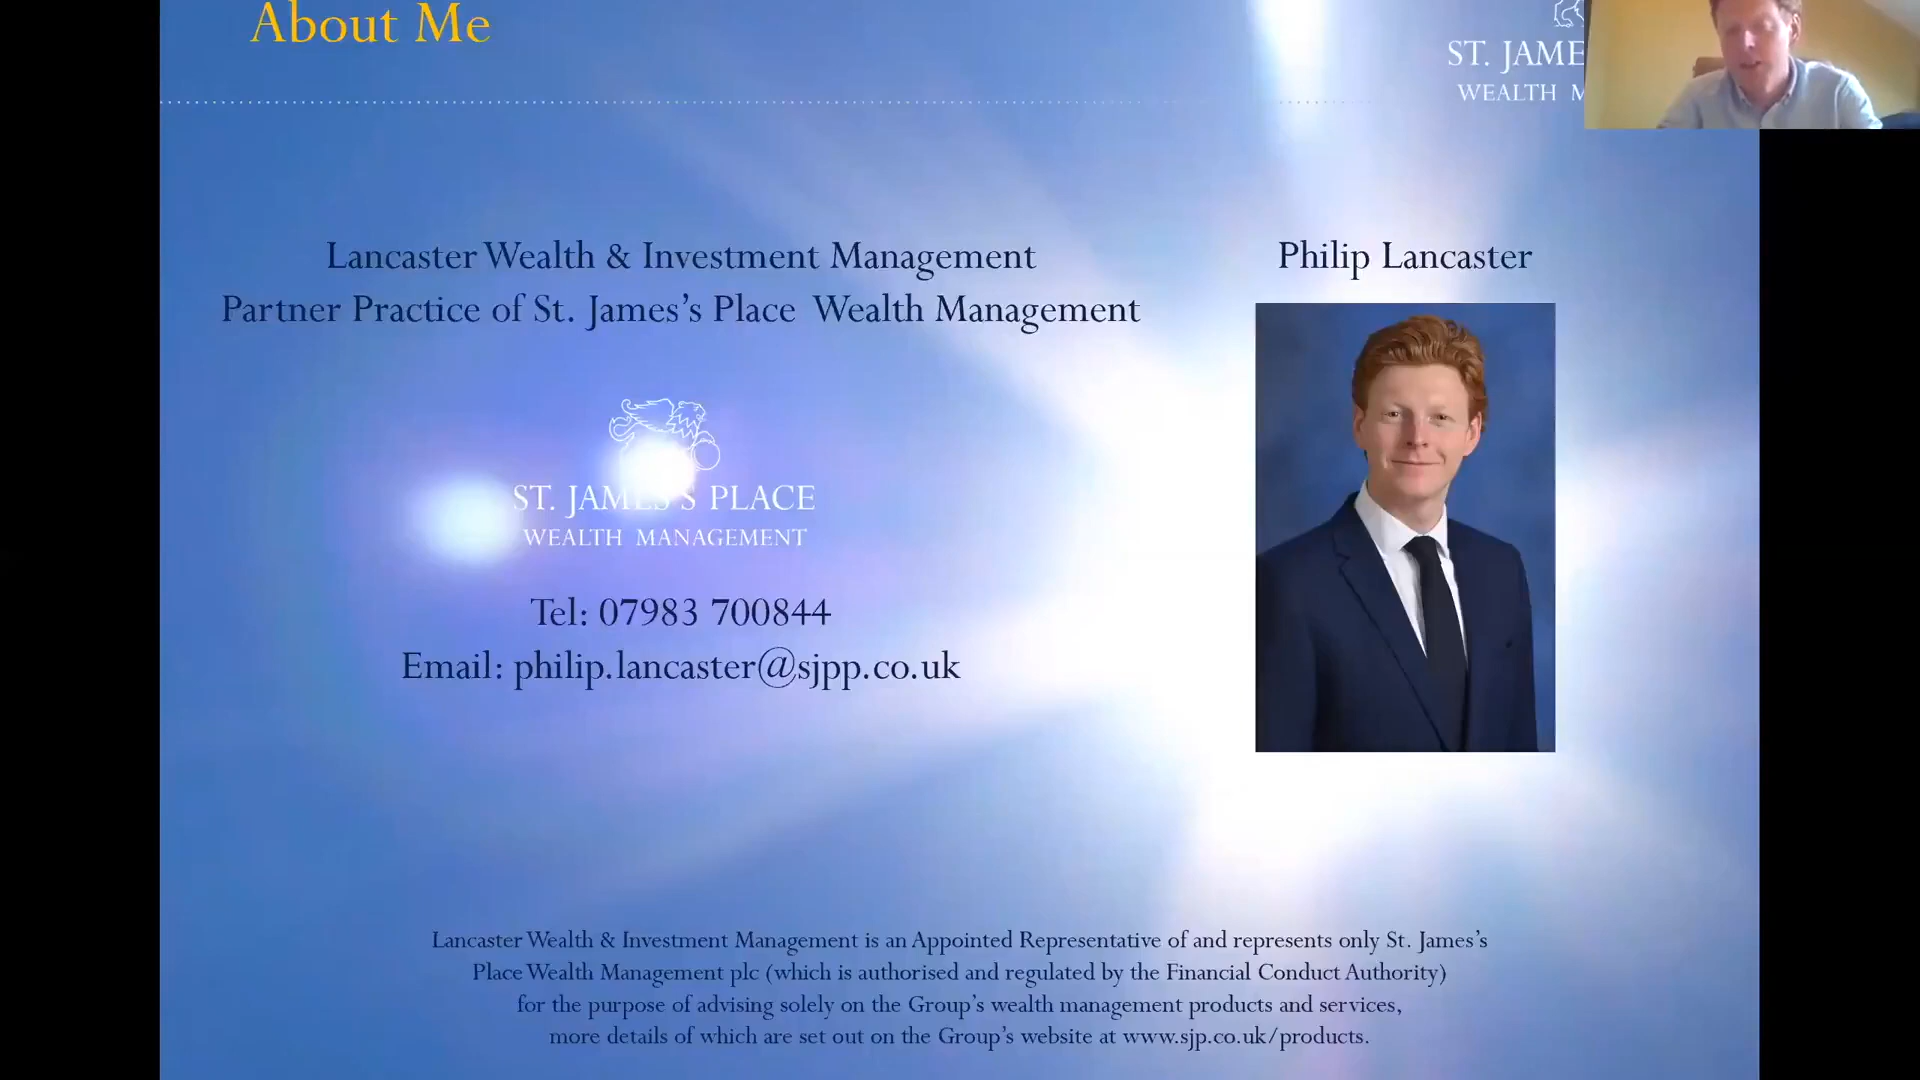 About Me
ST. JAME
WEALTH M
Lancaster Wealth & Investment Management
Partner Practice of St. James's Place Wealth Management
Philip Lancaster
ST. JAMES'S PLACE
WEALTH MANAGEMENT
Tel: 07983 700844
Email: philip.lancaster@sjpp.co.uk
Lancaster Wealth & Investment Management is an Appointed Representative of and represents only St. James's
Place Wealth Management plc (which is authorised and regulated by the Financial Conduct Authority)
for the purpose of advising solely on the Group's wealth management products and services,
more details of which are set out on the Group's website at www.sjp.co.uk/products.